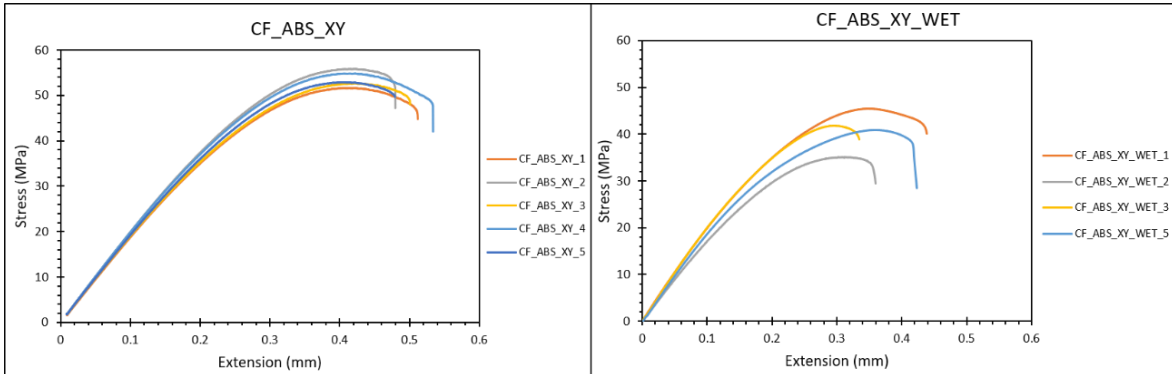 CF_ABS_XY
60
50
40
30
20
10
0
Stress (MPa)
0
0.1
0.2
0.3
0.4
0.5
0.6
Extension (mm)
CF_ABS_XY_1
CF_ABS_XY_2
CF_ABS_XY_3
CF_ABS_XY_4
CF_ABS_XY_5
CF_ABS_XY_WET
60
50
40
30
20
10
0
Stress (MPa)
0
0.1
0.2
0.3
0.4
0.5
0.6
Extension (mm)
CF_ABS_XY_WET_1
CF_ABS_XY_WET_2
CF_ABS_XY_WET_3
CF_ABS_XY_WET_5